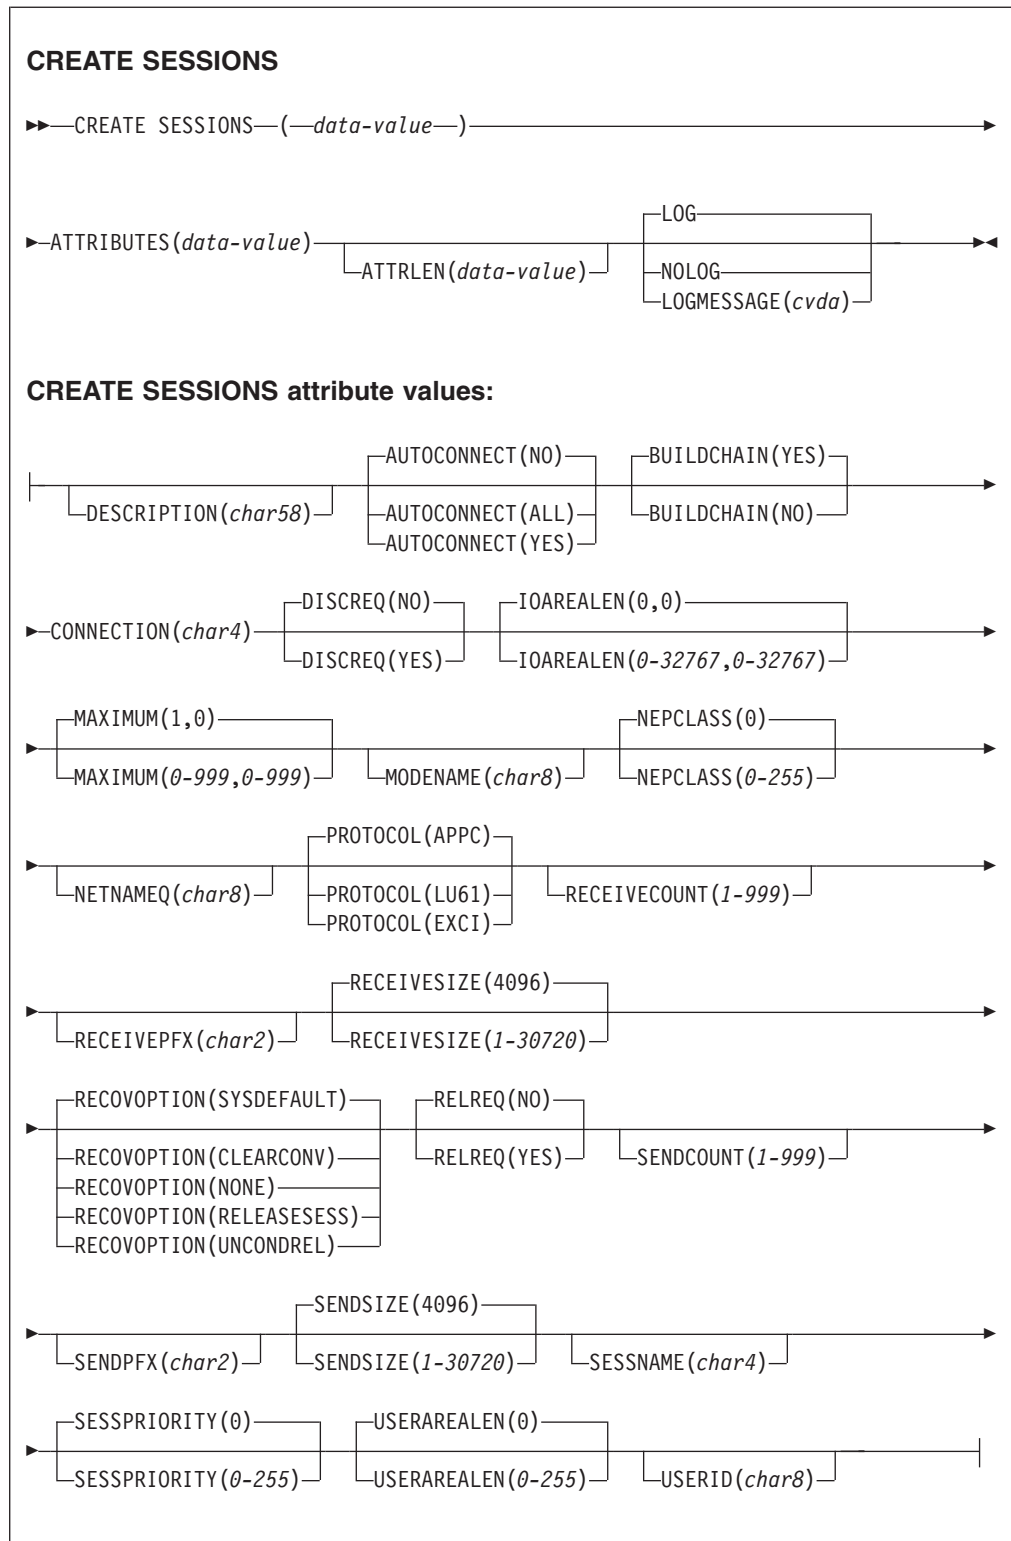 CREATE SESSIONS
CREATE SESSIONS ( data-value )
LOG
ATTRIBUTES(data-value)
ATTRLEN(data-value)
NOLOG
LOGMESSAGE(cvda)
CREATE SESSIONS attribute values:
AUTOCONNECT(NO) BUILDCHAIN(YES)
DESCRIPTION(char58) AUTOCONNECT(ALL) BUILDCHAIN(NO)
AUTOCONNECT(YES)
DISCREQ(NO) IOAREALEN(0,0)
CONNECTION(char4)
DISCREQ(YES) IOAREALEN(0-32767,0-32767)
MAXIMUM(1,0) NEPCLASS(0)
MAXIMUM(0-999,0-999) MODENAME(char8) NEPCLASS(0-255)
PROTOCOL(APPC)
NETNAMEQ(char8) PROTOCOL(LU61) RECEIVECOUNT(1-999)
PROTOCOL(EXCI)
RECEIVESIZE(4096)
RECEIVEPFX(char2) RECEIVESIZE(1-30720)
RECOVOPTION(SYSDEFAULT) RELREQ(NO)
RECOVOPTION(CLEARCONV) RELREQ(YES) SENDCOUNT(1-999)
RECOVOPTION(NONE)
RECOVOPTION(RELEASESESS)
RECOVOPTION(UNCONDREL)
SENDSIZE(4096)
SENDPFX(char2) SENDSIZE(1-30720) SESSNAME(char4)
SESSPRIORITY(0) USERAREALEN(0)
SESSPRIORITY(0-255) USERAREALEN(0-255) USERID(char8)